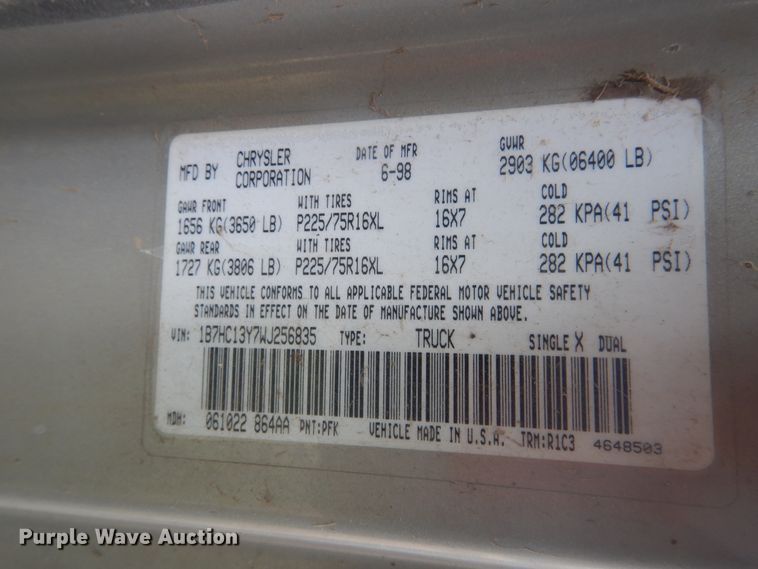 MFD BY CHRYSLER CORPORATION DATE OF MFR 6-98 GVWR 2903 KG(06400 LB)
GAWR FRONT WITH TIRES RIMS AT COLD
1656 KG(3650 LB) P225/75R16XL 16X7 282 KPA(41 PSI)
GAWR REAR WITH TIRES RIMS AT COLD
1727 KG(3806 LB) P225/75R16XL 16X7 282 KPA(41 PSI)
THIS VEHICLE CONFORMS TO ALL APPLICABLE FEDERAL MOTOR VEHICLE SAFETY
STANDARDS IN EFFECT ON THE DATE OF MANUFACTURE SHOWN ABOVE.
VIN: 1B7HC13Y7WJ256835 TYPE: TRUCK SINGLE X DUAL
MDH: 061022 864AA PNT:PFK VEHICLE MADE IN U.S.A. TRM:R1C3 4648503
Purple Wave Auction